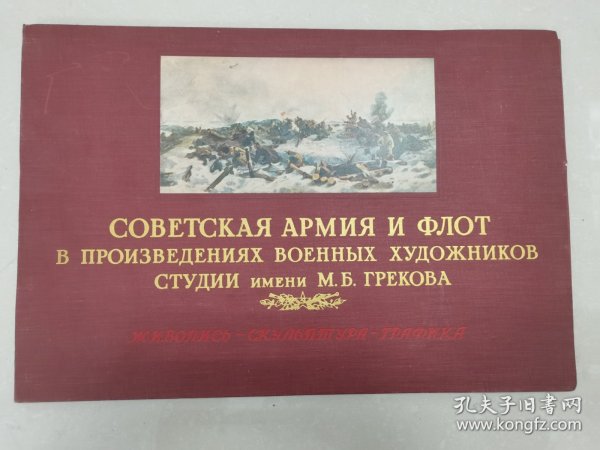 СОВЕТСКАЯ АРМИЯ И ФЛОТ
В ПРОИЗВЕДЕНИЯХ ВОЕННЫХ ХУДОЖНИКОВ
СТУДИИ ИМЕНИ М.Б. ГРЕКОВА
ЖИВОПИСЬ – СКУЛЬПТУРА – ГРАФИКА
孔夫子旧书网
www.kongfz.com